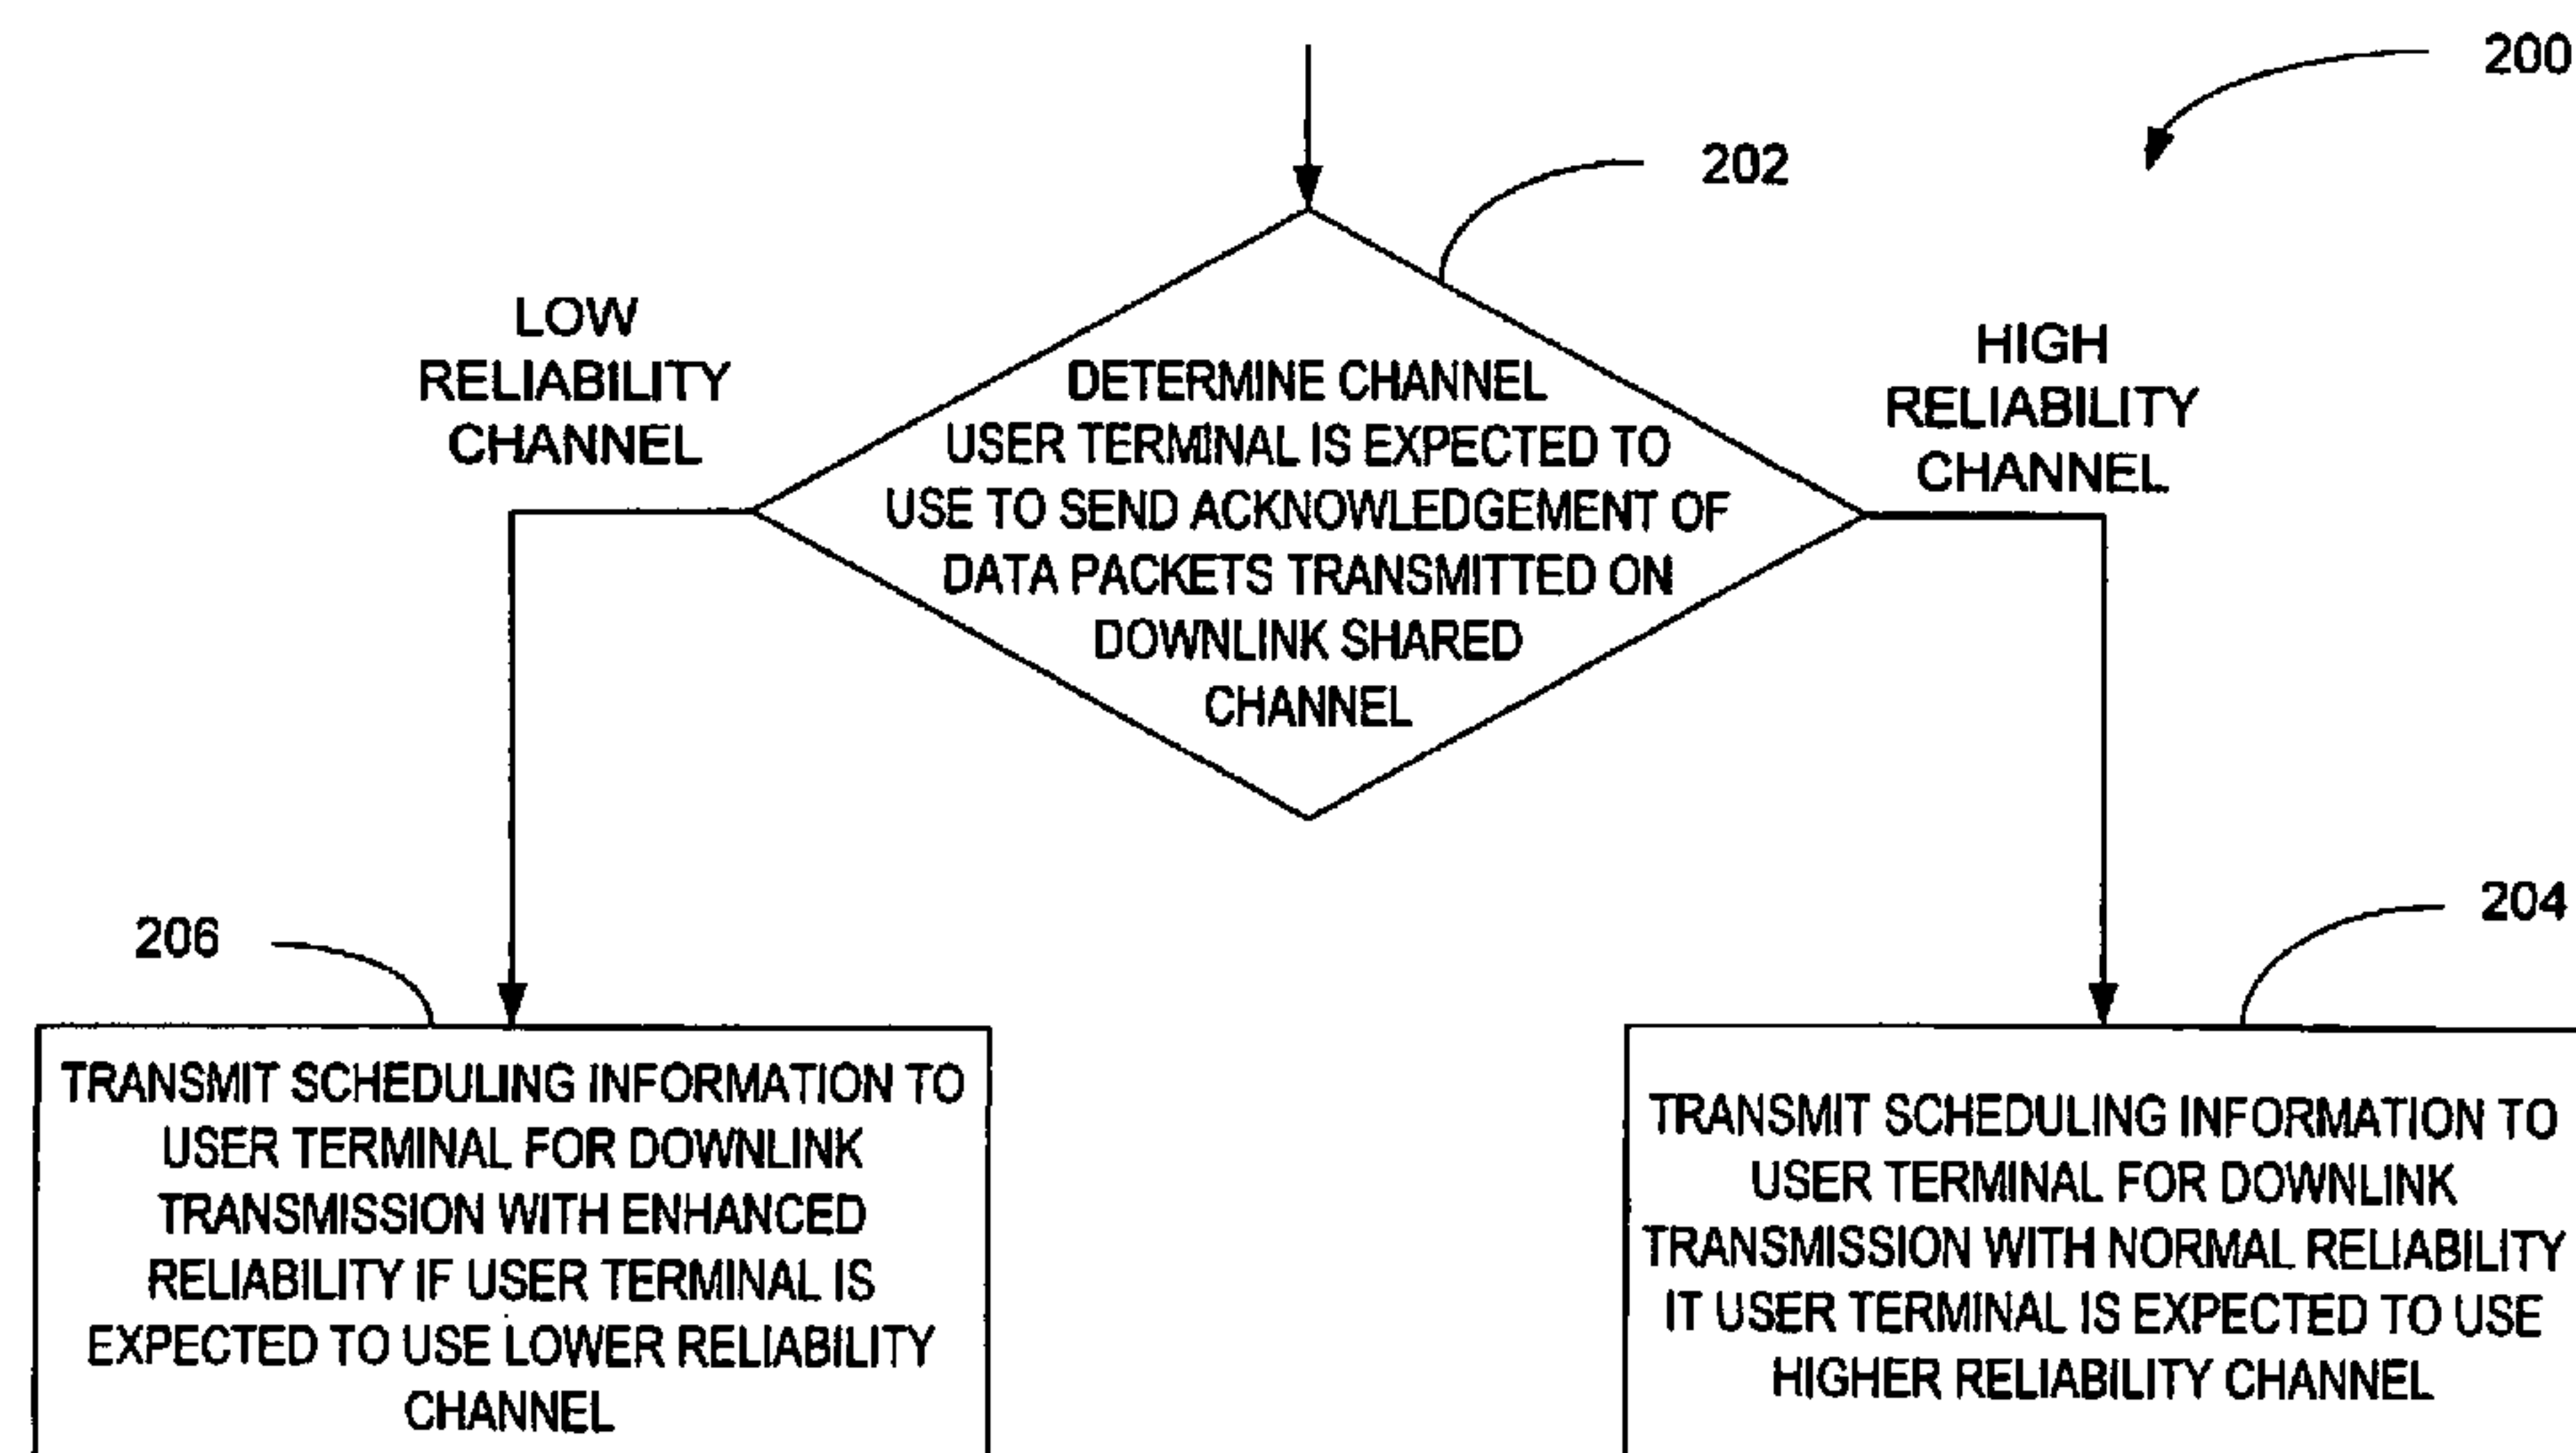 200
202
LOW
RELIABILITY
CHANNEL
HIGH
RELIABILITY
CHANNEL
DETERMINE CHANNEL
USER TERMINAL IS EXPECTED TO
USE TO SEND ACKNOWLEDGEMENT OF
DATA PACKETS TRANSMITTED ON
DOWNLINK SHARED
CHANNEL
206
204
TRANSMIT SCHEDULING INFORMATION TO
USER TERMINAL FOR DOWNLINK
TRANSMISSION WITH ENHANCED
RELIABILITY IF USER TERMINAL IS
EXPECTED TO USE LOWER RELIABILITY
CHANNEL
TRANSMIT SCHEDULING INFORMATION TO
USER TERMINAL FOR DOWNLINK
TRANSMISSION WITH NORMAL RELIABILITY
IT USER TERMINAL IS EXPECTED TO USE
HIGHER RELIABILITY CHANNEL